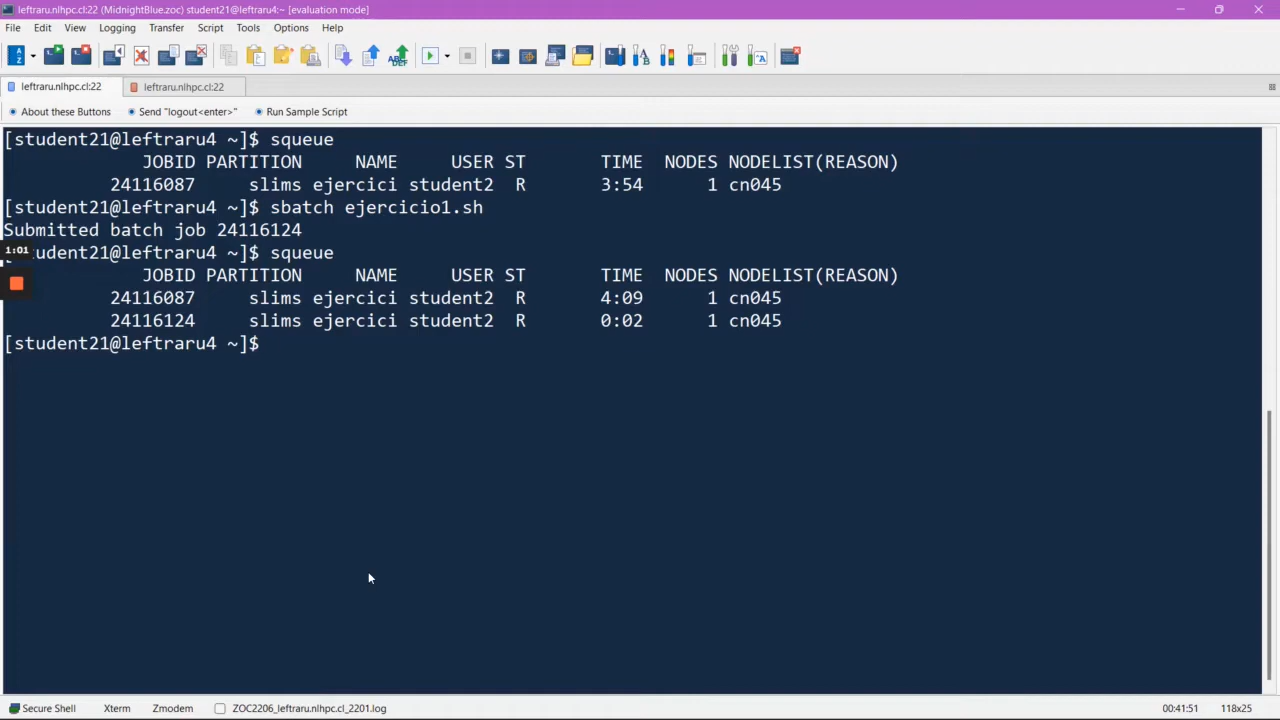 leftraru.nlhpc.cl:22 (MidnightBlue.zoc) student21@leftraru4:~ [evaluation mode]
File Edit View Logging Transfer Script Tools Options Help
leftraru.nlhpc.cl:22 leftraru.nlhpc.cl:22
About these Buttons Send "logout<enter>" Run Sample Script
[student21@leftraru4 ~]$ squeue
JOBID PARTITION NAME USER ST TIME NODES NODELIST(REASON)
24116087 slims ejercici student2 R 3:54 1 cn045
[student21@leftraru4 ~]$ sbatch ejercicio1.sh
Submitted batch job 24116124
1:01
[student21@leftraru4 ~]$ squeue
JOBID PARTITION NAME USER ST TIME NODES NODELIST(REASON)
24116087 slims ejercici student2 R 4:09 1 cn045
24116124 slims ejercici student2 R 0:02 1 cn045
[student21@leftraru4 ~]$
Secure Shell Xterm Zmodem ZOC2206_leftraru.nlhpc.cl_2201.log 00:41:51 118x25